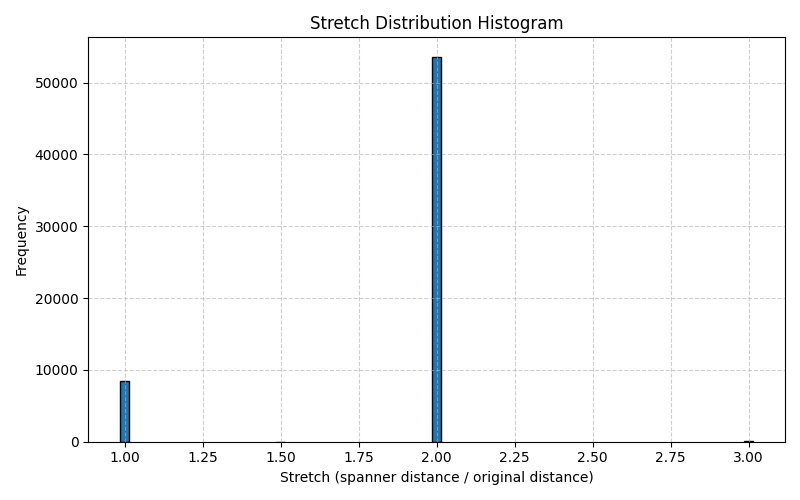 Stretch Distribution Histogram
50000
40000
30000
20000
10000
0
Frequency
1.00 1.25 1.50 1.75 2.00 2.25 2.50 2.75 3.00
Stretch (spanner distance / original distance)